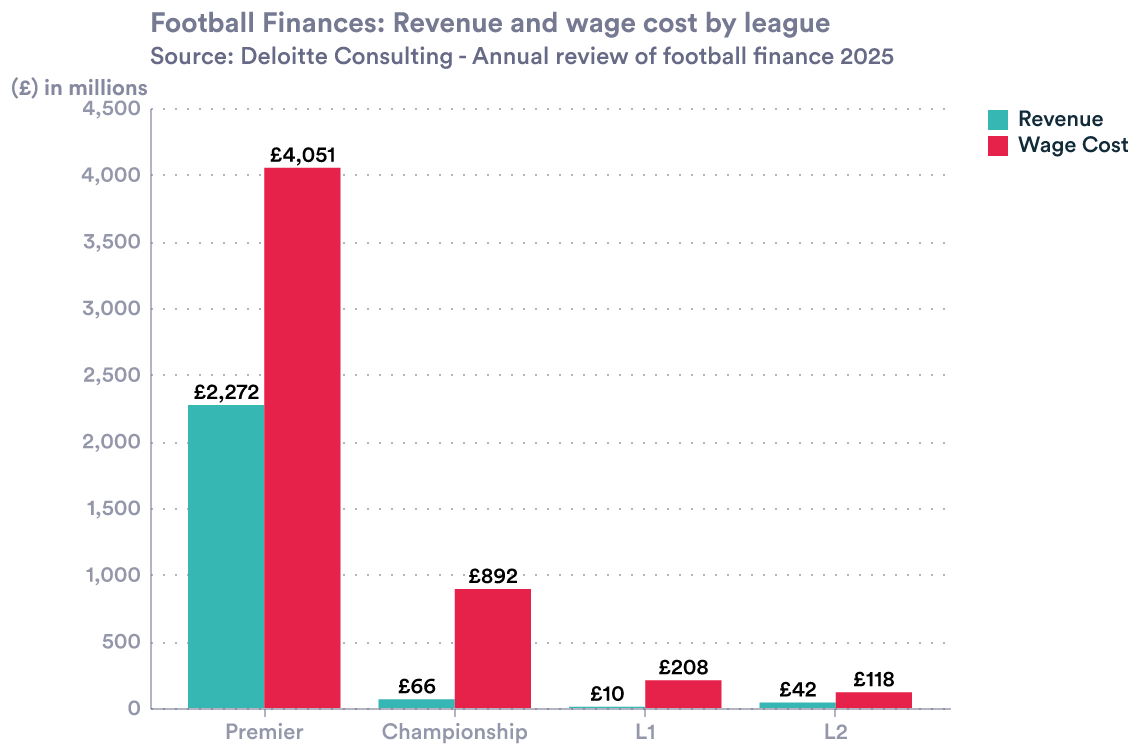 Football Finances: Revenue and wage cost by league
Source: Deloitte Consulting - Annual review of football finance 2025
(£) in millions
4,500
Revenue
Wage Cost
£4,051
4,000
3,500
3,000
2,500
£2,272
2,000
1,500
1,000
£892
500
£66
£10
£208
£42
£118
0
Premier
Championship
L1
L2